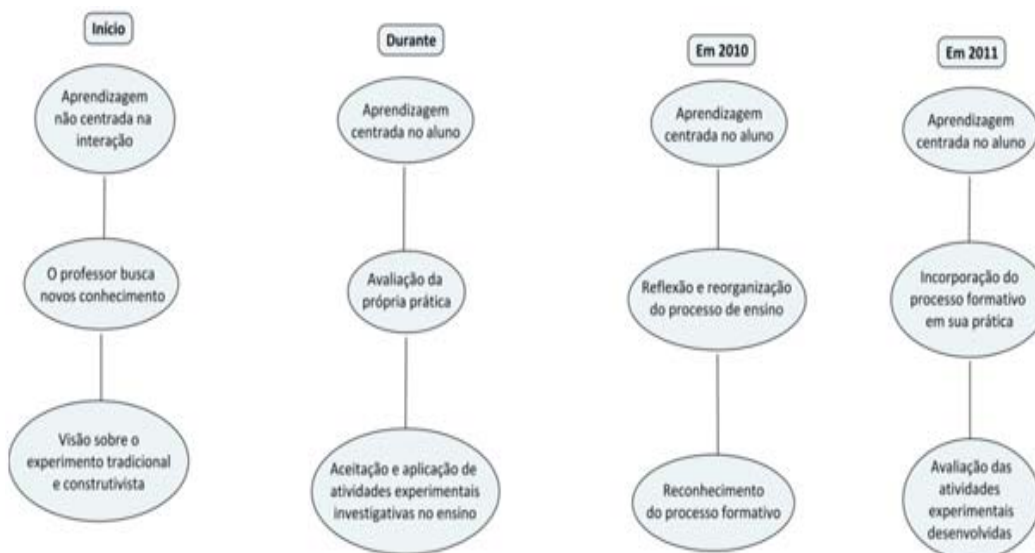 Início
Aprendizagem
não centrada na
interação
O professor busca
novos conhecimento
Visão sobre o
experimento tradicional
e construtivista
Durante
Aprendizagem
centrada no aluno
Avaliação da
própria prática
Aceitação e aplicação de
atividades experimentais
investigativas no ensino
Em 2010
Aprendizagem
centrada no aluno
Reflexão e reorganização
do processo de ensino
Reconhecimento
do processo formativo
Em 2011
Aprendizagem
centrada no aluno
Incorporação do
processo formativo
em sua prática
Avaliação das
atividades
experimentais
desenvolvidas